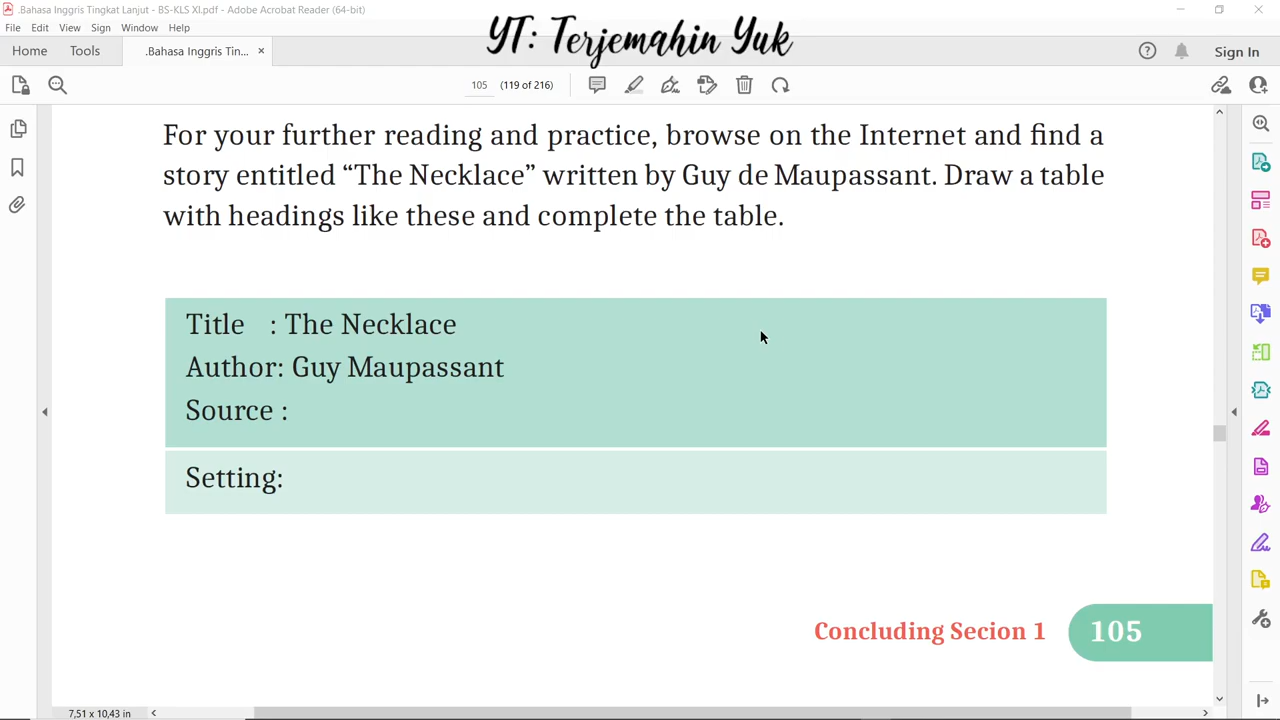 .Bahasa Inggris Tingkat Lanjut - BS-KLS XI.pdf - Adobe Acrobat Reader (64-bit)
YT: Terjemahin Yuk
File Edit View Sign Window Help
Home Tools .Bahasa Inggris Tin... × Sign In
105 (119 of 216)
For your further reading and practice, browse on the Internet and find a
story entitled “The Necklace” written by Guy de Maupassant. Draw a table
with headings like these and complete the table.
Title : The Necklace
Author: Guy Maupassant
Source :
Setting:
Concluding Secion 1 105
7,51 x 10,43 in